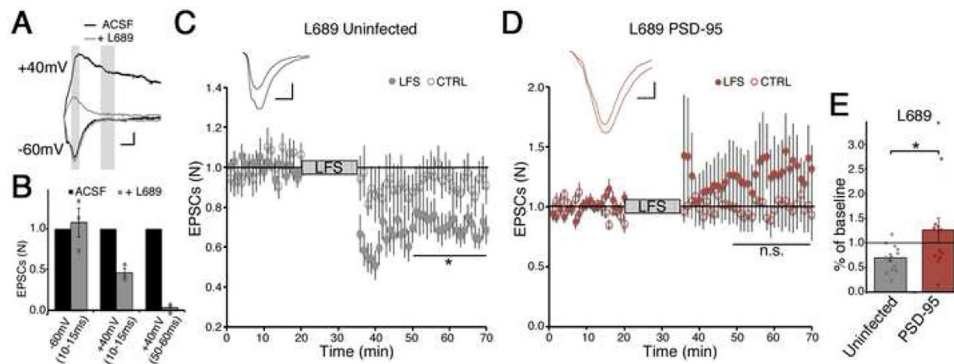 A
ACSF
+ L689
+40mV
-60mV
B
ACSF + L689
EPSCs (N)
1.0
0.5
0.0
-60mV (10-15ms)
+40mV (10-15ms)
+40mV (50-60ms)
C
L689 Uninfected
LFS CTRL
EPSCs (N)
1.4
1.2
1.0
0.8
0.6
0.4
0.2
LFS
*
0 10 20 30 40 50 60 70
Time (min)
D
L689 PSD-95
LFS CTRL
EPSCs (N)
2.0
1.5
1.0
0.5
0.0
LFS
n.s.
0 10 20 30 40 50 60 70
Time (min)
E
L689
*
% of baseline
3.0
2.5
2.0
1.5
1.0
0.5
0.0
Uninfected
PSD-95